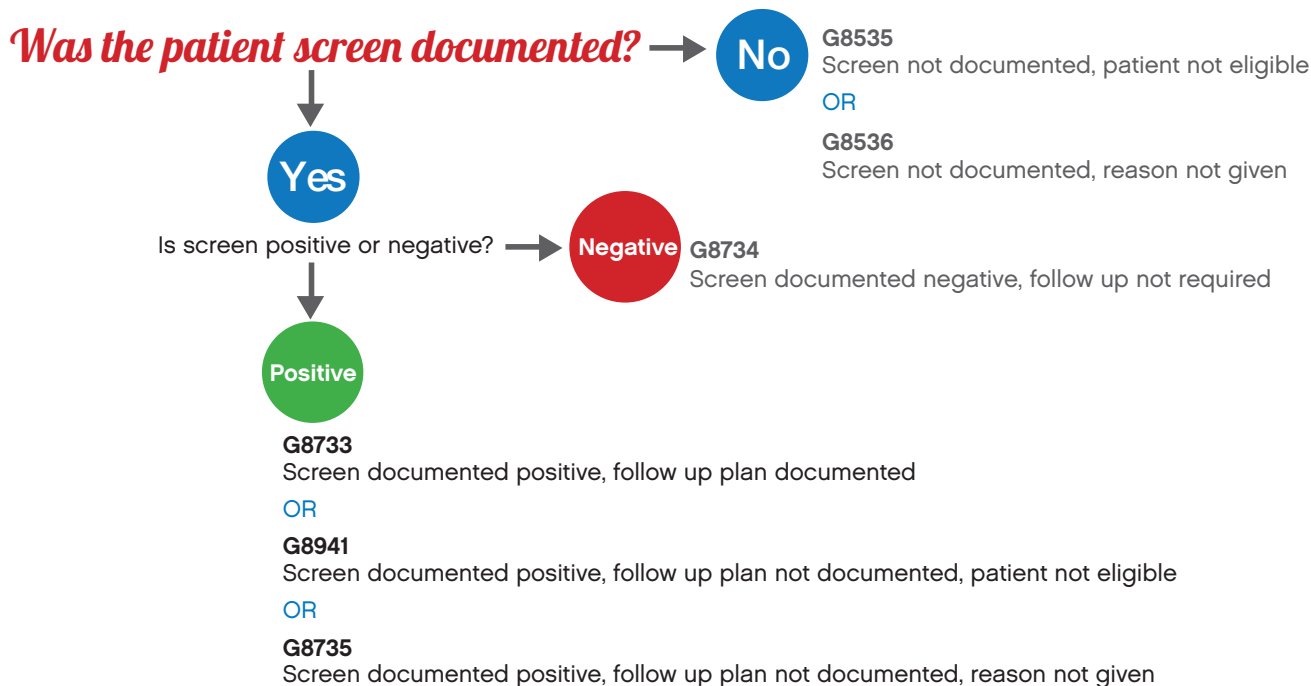 Was the patient screen documented?
No
G8535
Screen not documented, patient not eligible
OR
G8536
Screen not documented, reason not given
Yes
Is screen positive or negative?
Negative
G8734
Screen documented negative, follow up not required
Positive
G8733
Screen documented positive, follow up plan documented
OR
G8941
Screen documented positive, follow up plan not documented, patient not eligible
OR
G8735
Screen documented positive, follow up plan not documented, reason not given